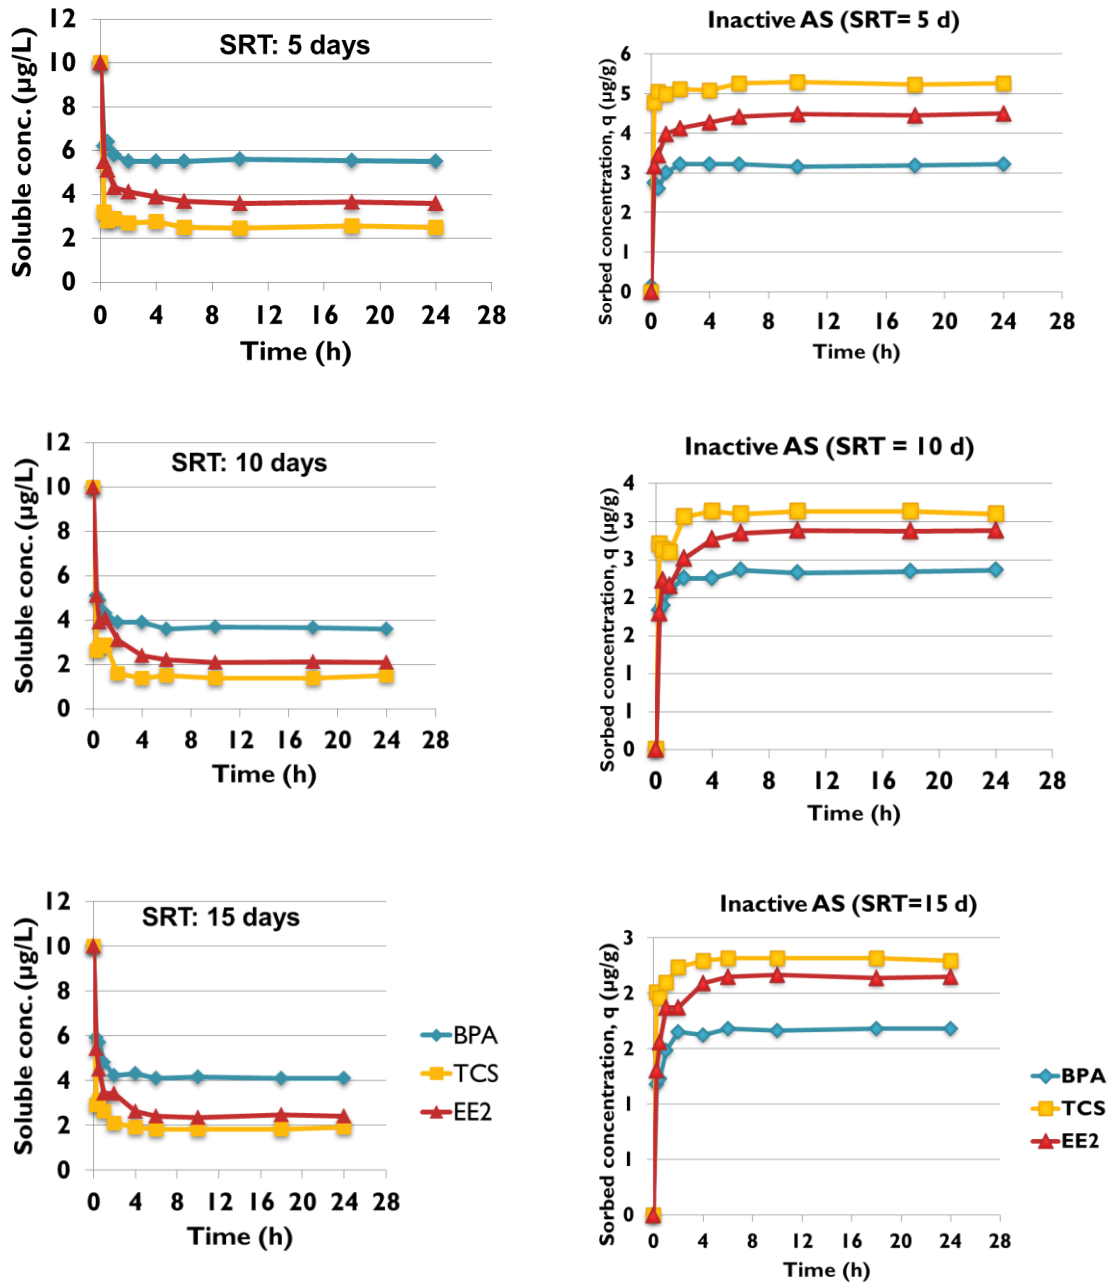 SRT: 5 days
Soluble conc. (µg/L)
12
10
8
6
4
2
0
0 4 8 12 16 20 24 28
Time (h)
Inactive AS (SRT= 5 d)
Sorbed concentration, q (µg/g)
6
5
4
3
2
1
0
0 4 8 12 16 20 24 28
Time (h)
SRT: 10 days
Soluble conc. (µg/L)
12
10
8
6
4
2
0
0 4 8 12 16 20 24 28
Time (h)
Inactive AS (SRT = 10 d)
Sorbed concentration, q (µg/g)
4
3
3
2
2
1
1
0
0 4 8 12 16 20 24 28
Time (h)
SRT: 15 days
Soluble conc. (µg/L)
12
10
8
6
4
2
0
0 4 8 12 16 20 24 28
Time (h)
BPA
TCS
EE2
Inactive AS (SRT=15 d)
Sorbed concentration, q (µg/g)
3
2
2
1
1
0
0 4 8 12 16 20 24 28
Time (h)
BPA
TCS
EE2